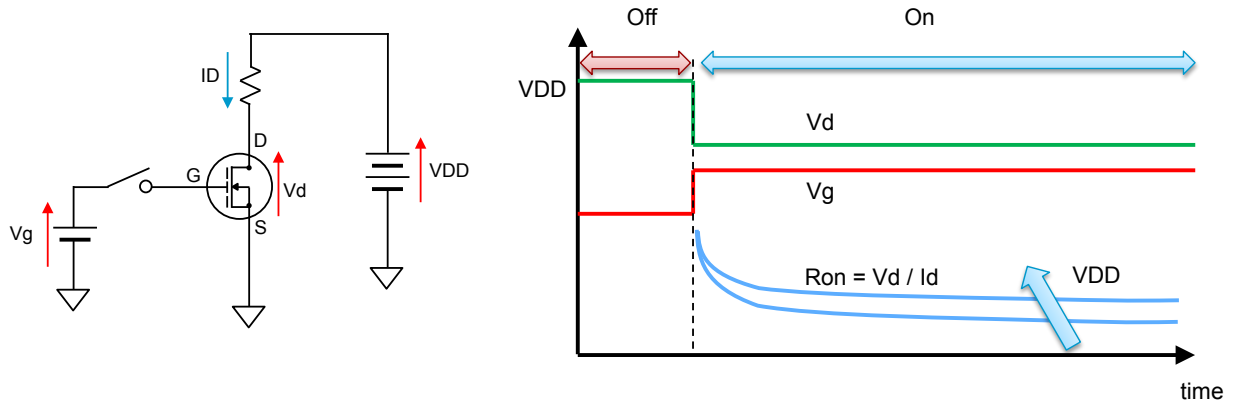 ID
D
G
S
Vd
VDD
Vg
Off
On
VDD
Vd
Vg
Ron = Vd / Id
VDD
time